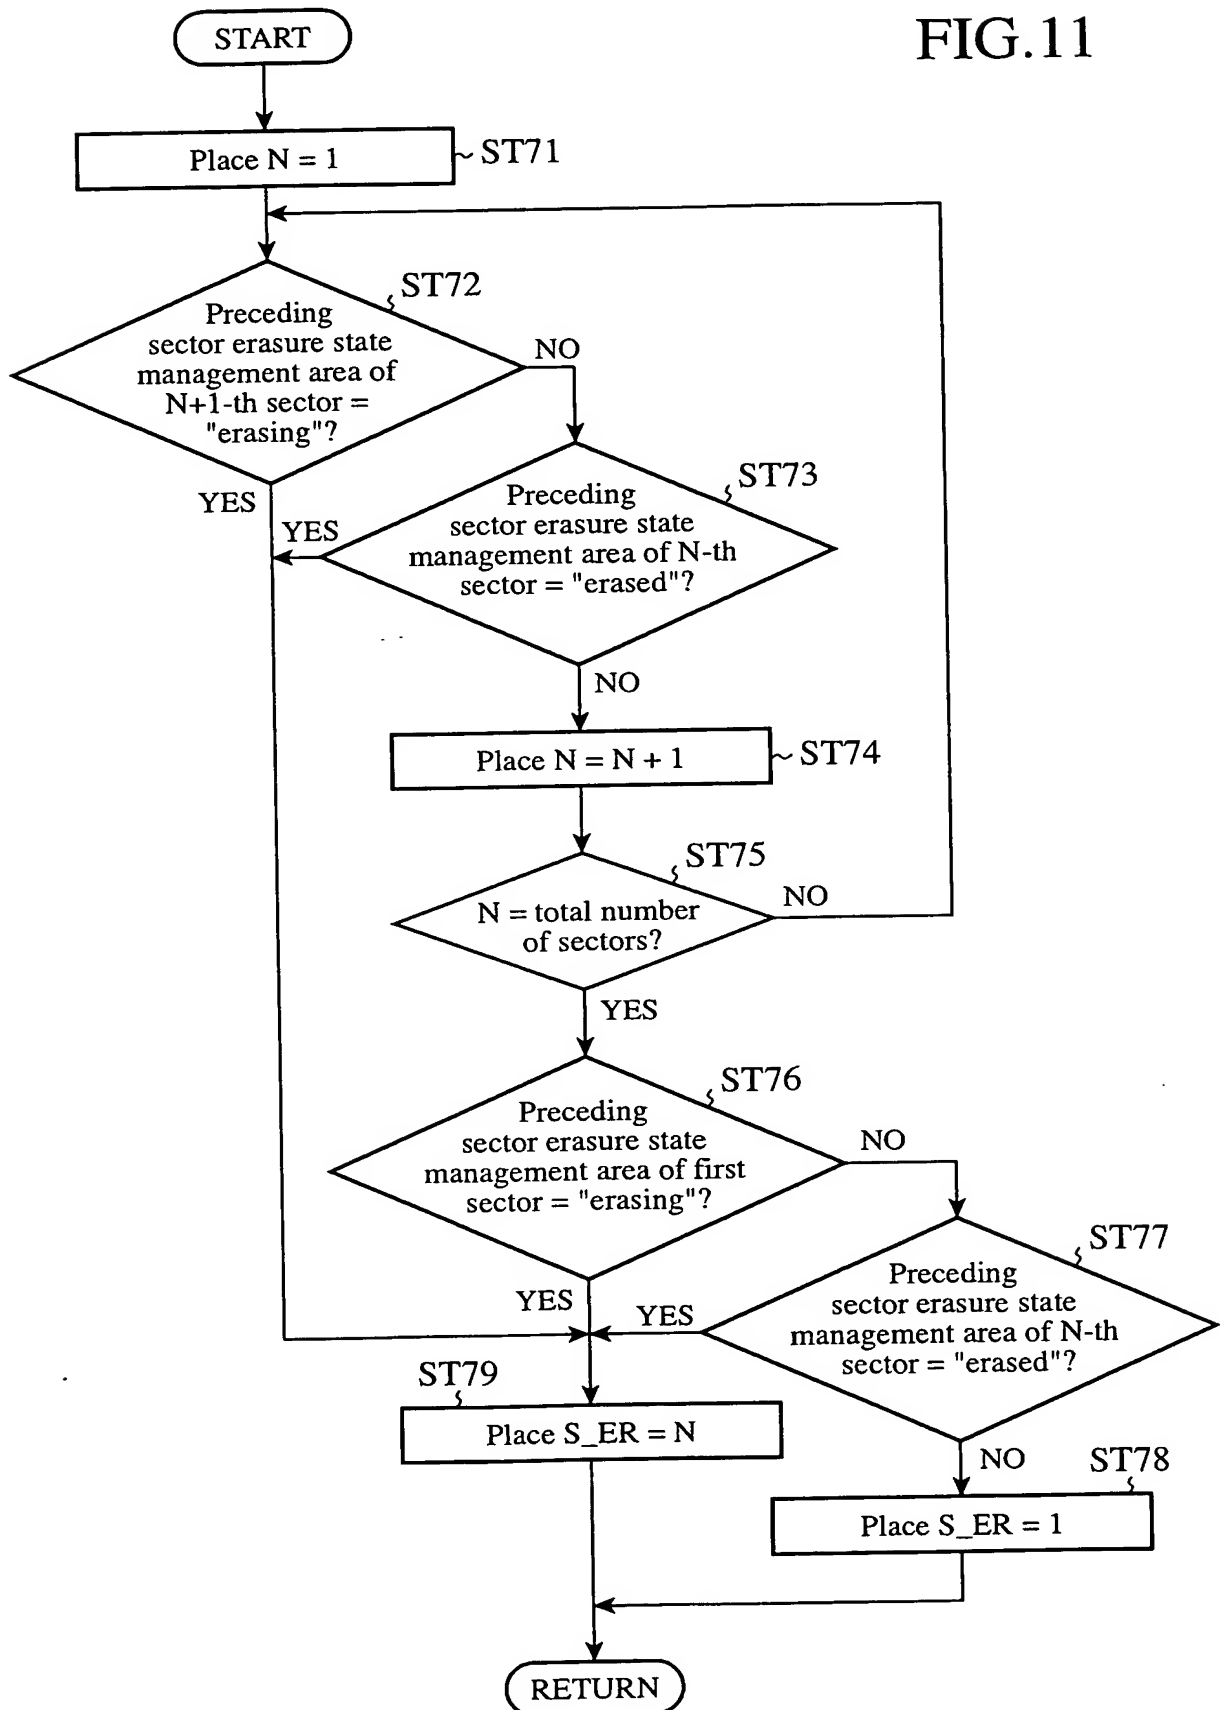 FIG.11
START
Place N = 1
ST71
ST72
Preceding
sector erasure state
management area of
N+1-th sector =
"erasing"?
NO
YES
ST73
Preceding
sector erasure state
management area of N-th
sector = "erased"?
YES
NO
Place N = N + 1
ST74
ST75
N = total number
of sectors?
NO
YES
ST76
Preceding
sector erasure state
management area of first
sector = "erasing"?
NO
YES
ST77
Preceding
sector erasure state
management area of N-th
sector = "erased"?
YES
NO
ST79
Place S_ER = N
ST78
Place S_ER = 1
RETURN